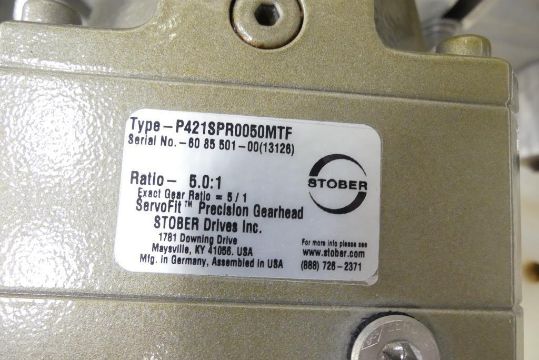 Type-P421SPR0050MTF
Serial No.-60 85 501-00(13126)
Ratio- 5.0:1
Exact Gear Ratio = 5 / 1
ServoFit™ Precision Gearhead
STOBER Drives Inc.
1781 Downing Drive
Maysville, KY 41056. USA
Mfg. in Germany, Assembled in USA
STOBER
For more info please see
www.stober.com
(888) 726-2371